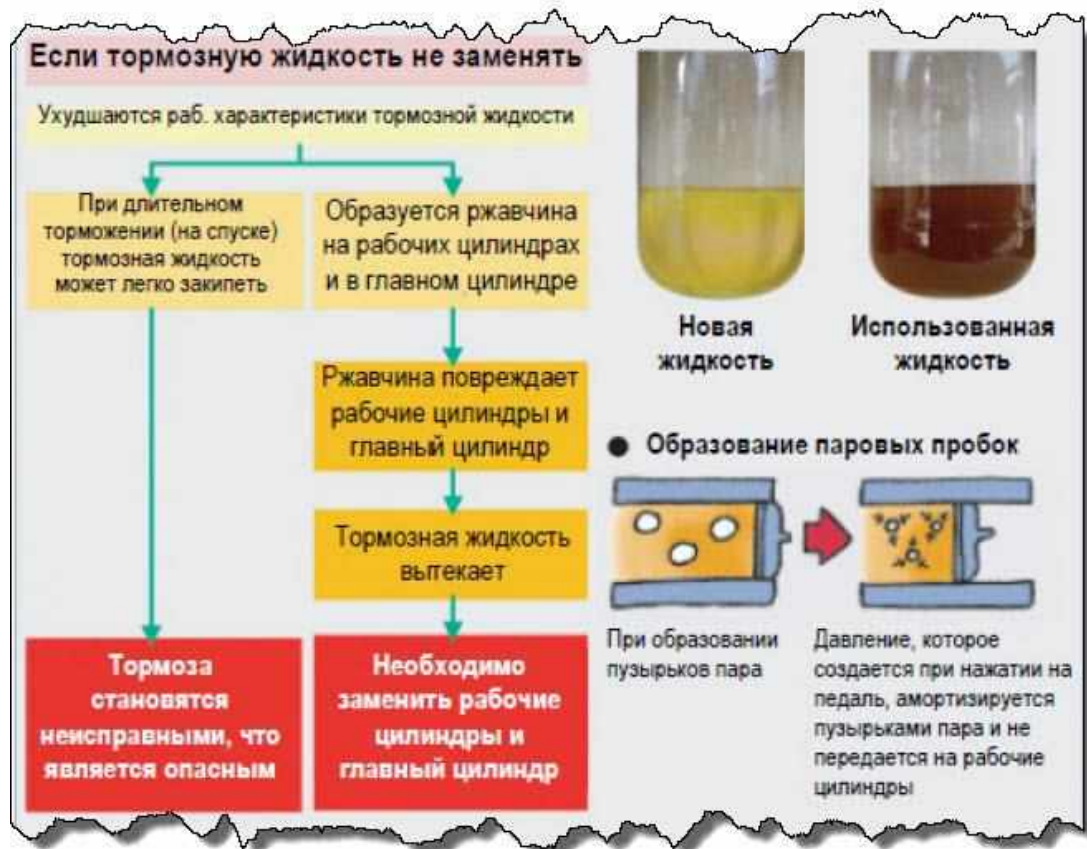 Если тормозную жидкость не заменять
Ухудшаются раб. характеристики тормозной жидкости
При длительном
торможении (на спуске)
тормозная жидкость
может легко закипеть
Образуется ржавчина
на рабочих цилиндрах
и в главном цилиндре
Ржавчина повреждает
рабочие цилиндры и
главный цилиндр
Тормозная жидкость
вытекает
Тормоза
становятся
неисправными, что
является опасным
Необходимо
заменить рабочие
цилиндры и
главный цилиндр
Новая
жидкость
Использованная
жидкость
● Образование паровых пробок
При образовании
пузырьков пара
Давление, которое
создается при нажатии на
педаль, амортизируется
пузырьками пара и не
передается на рабочие
цилиндры